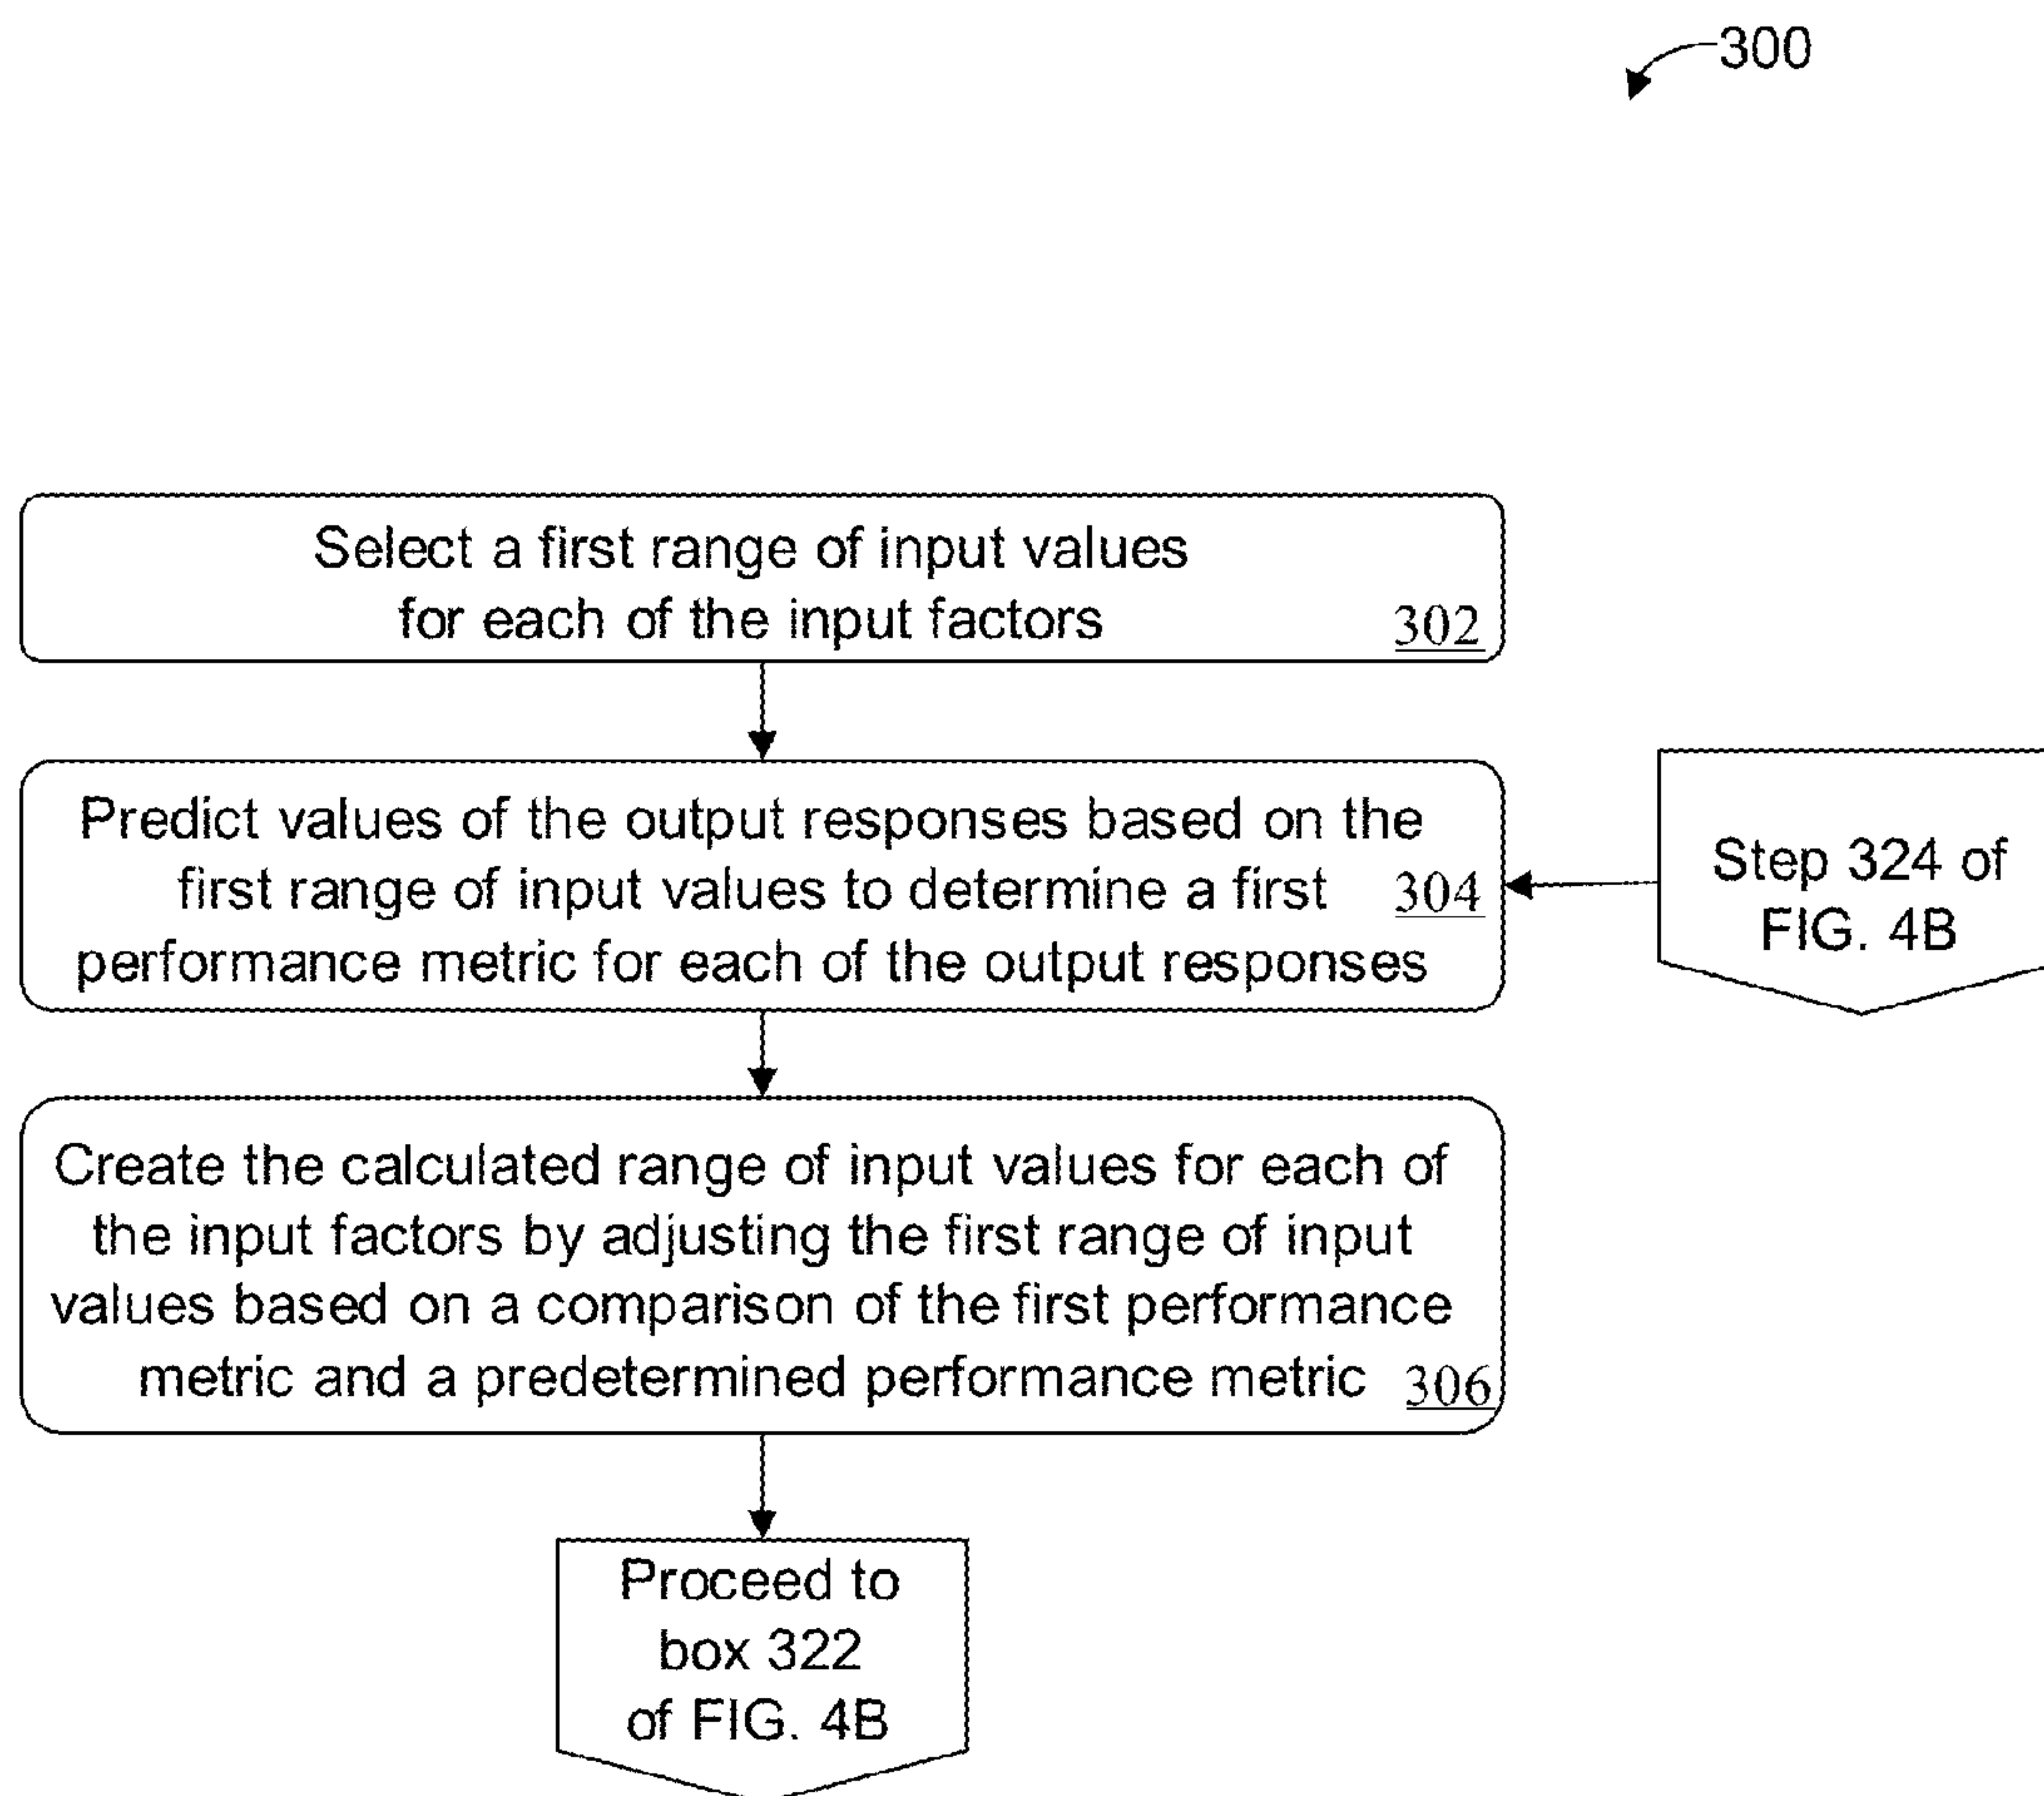 300
Select a first range of input values
for each of the input factors 302
Predict values of the output responses based on the
first range of input values to determine a first 304
performance metric for each of the output responses
Step 324 of
FIG. 4B
Create the calculated range of input values for each of
the input factors by adjusting the first range of input
values based on a comparison of the first performance
metric and a predetermined performance metric 306
Proceed to
box 322
of FIG. 4B